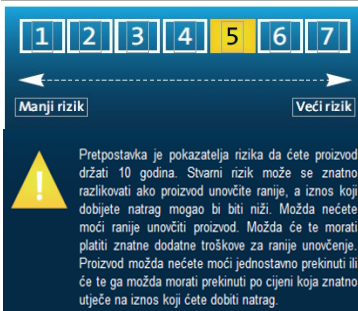 1 2 3 4 5 6 7
Manji rizik Veći rizik
Pretpostavka je pokazatelja rizika da ćete proizvod
držati 10 godina. Stvarni rizik može se znatno
razlikovati ako proizvod unovčite ranije, a iznos koji
dobijete natrag mogao bi biti niži. Možda nećete
moći ranije unovčiti proizvod. Možda će te morati
platiti znatne dodatne troškove za ranije unovčenje.
Proizvod možda nećete moći jednostavno prekinuti ili
će te ga možda morati prekinuti po cijeni koja znatno
utječe na iznos koji ćete dobiti natrag.